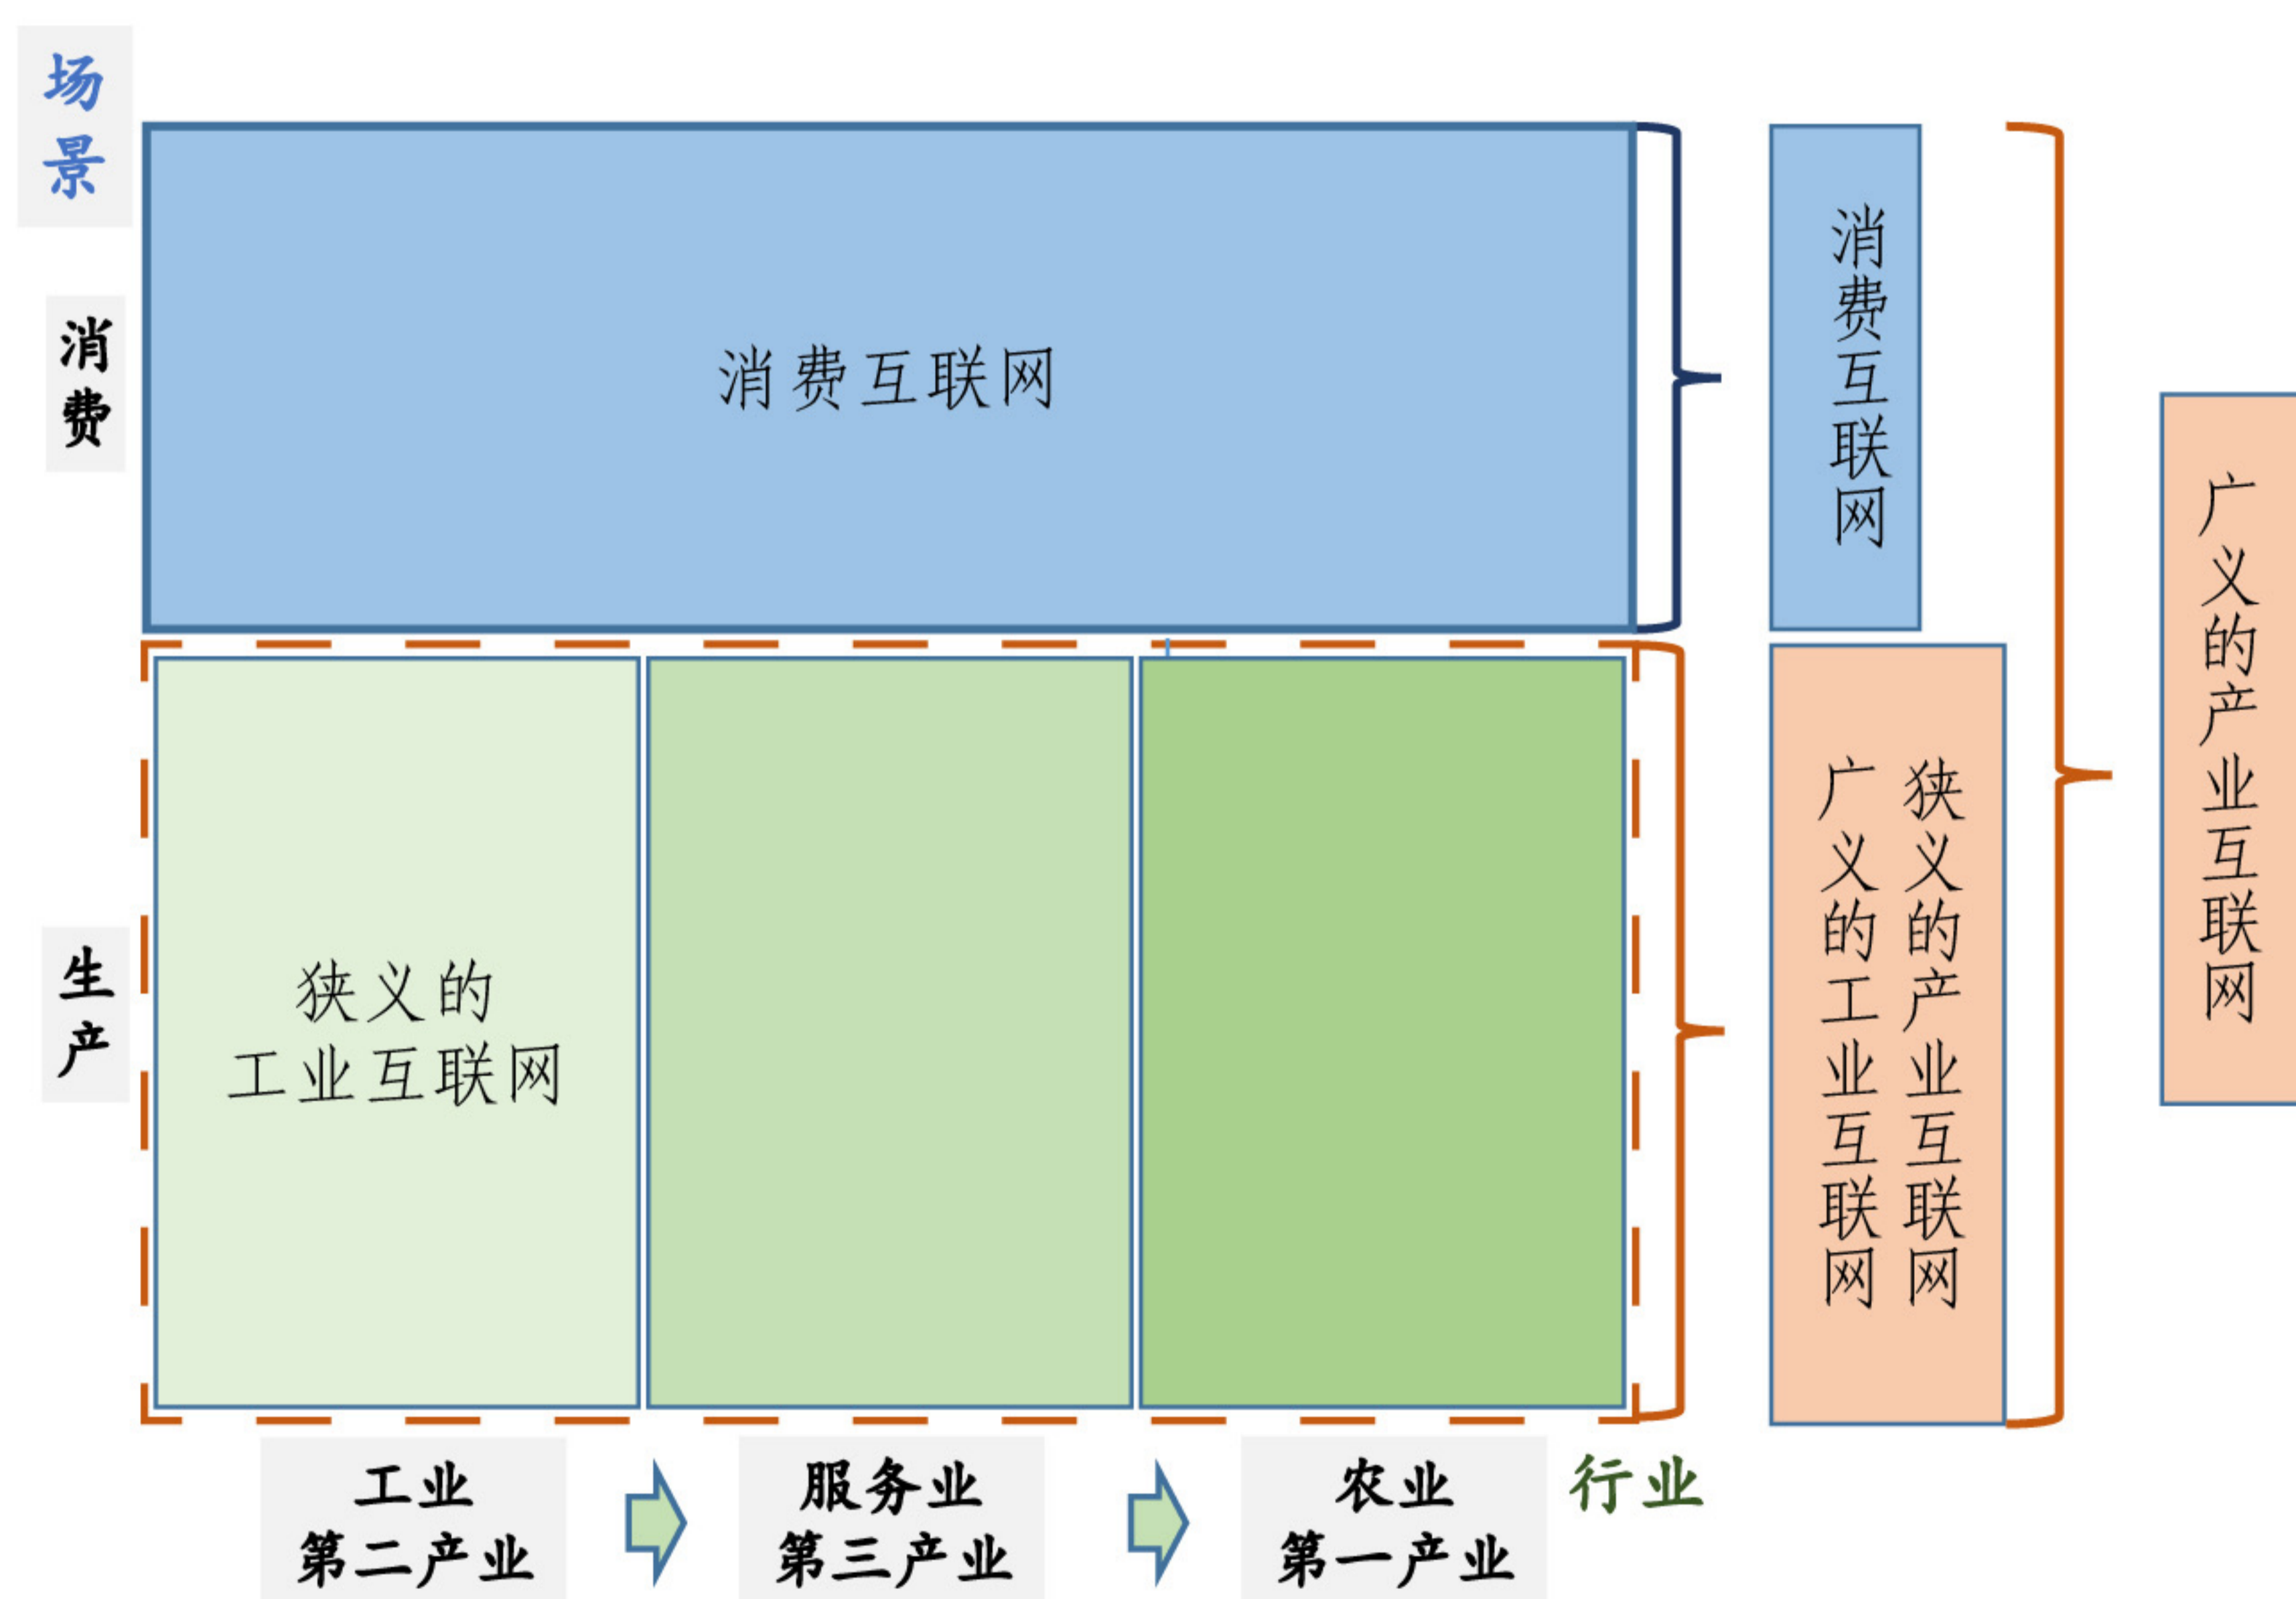 场景
消费
消费互联网
消费互联网
广义的产业互联网
生产
狭义的
工业互联网
广义的工业互联网
狭义的产业互联网
工业
第二产业
服务业
第三产业
农业
第一产业
行业